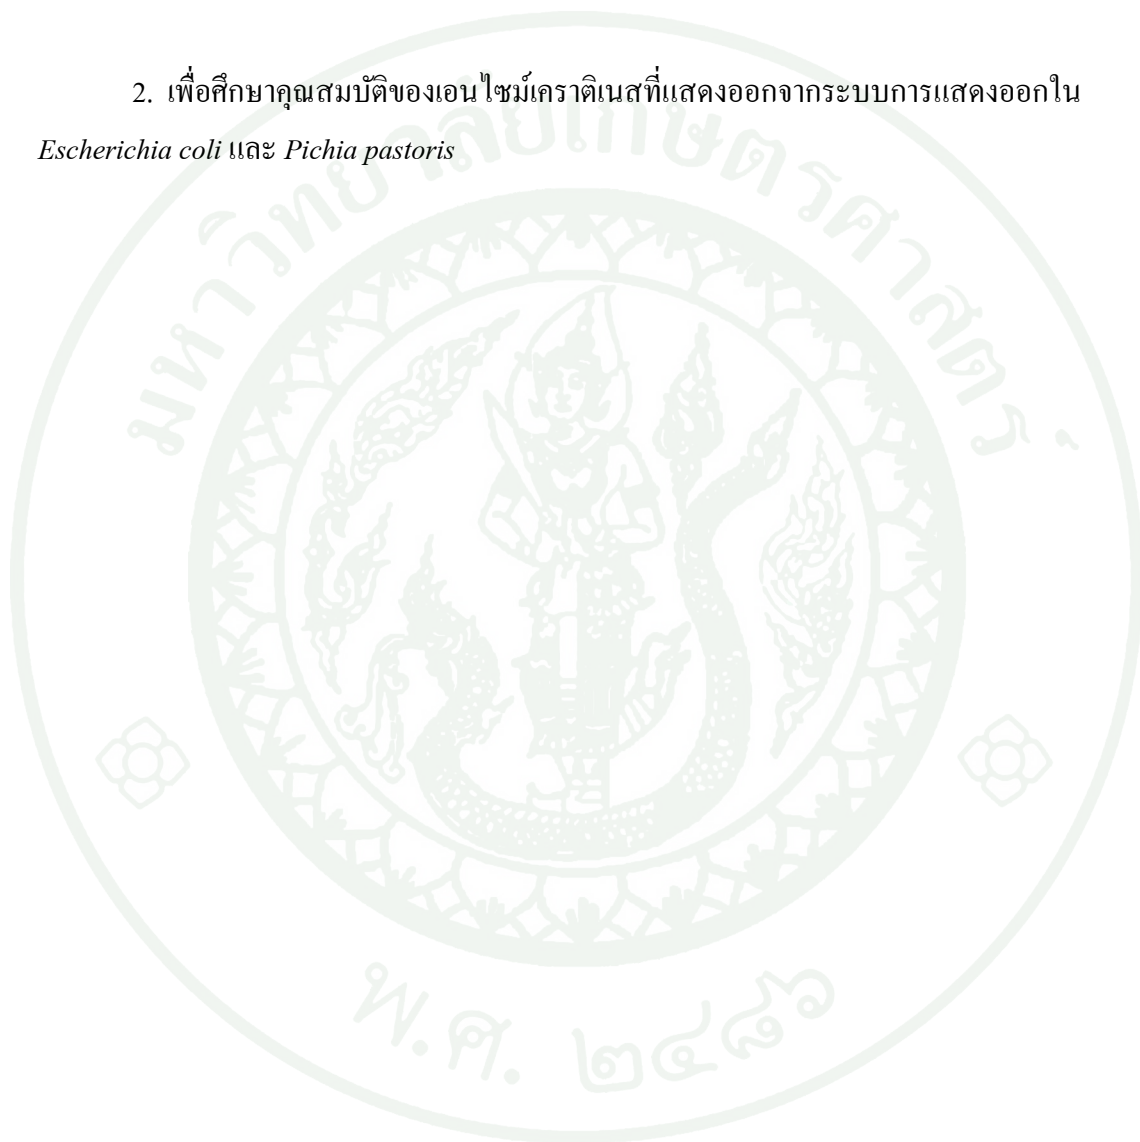 2. เพื่อศึกษาคุณสมบัติของเอนไซม์เคราติเนสที่แสดงออกจากระบบการแสดงออกใน
Escherichia coli และ Pichia pastoris
มหาวิทยาลัยเกษตรศาสตร์
พ.ศ. ๒๔๘๖